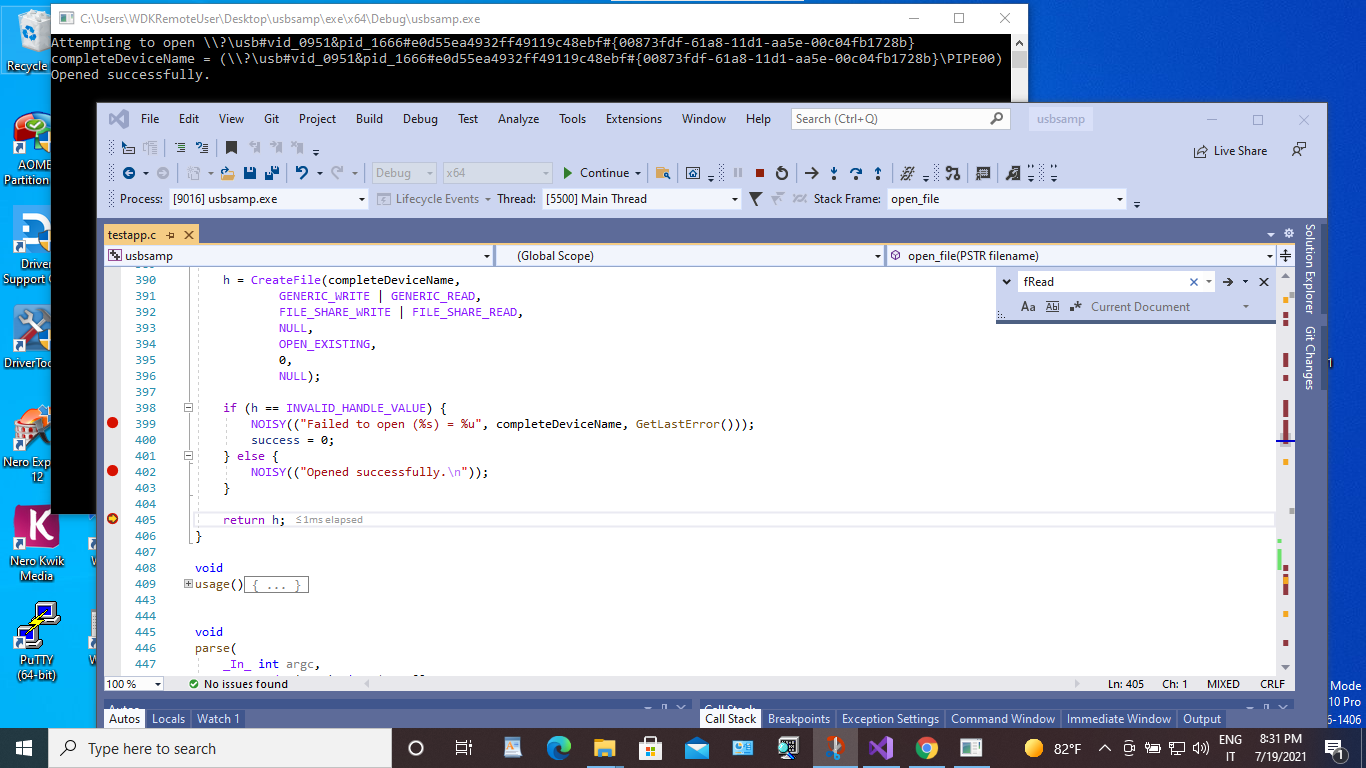 C:\Users\WDKRemoteUser\Desktop\usbsamp\exe\x64\Debug\usbsamp.exe
Attempting to open \\?\usb#vid_0951&pid_1666#e0d55ea4932ff49119c48ebf#{00873fdf-61a8-11d1-aa5e-00c04fb1728b}
completeDeviceName = (\\?\usb#vid_0951&pid_1666#e0d55ea4932ff49119c48ebf#{00873fdf-61a8-11d1-aa5e-00c04fb1728b}\PIPE00)
Opened successfully.
Recycle
AOME
Partition
Driver
Support
DriverToo
Nero Exp
12
Nero Kwik
Media
PuTTY
(64-bit)
File Edit View Git Project Build Debug Test Analyze Tools Extensions Window Help Search (Ctrl+Q) usbsamp
Live Share
Debug x64 Continue
Process: [9016] usbsamp.exe Lifecycle Events Thread: [5500] Main Thread Stack Frame: open_file
testapp.c
usbsamp (Global Scope) open_file(PSTR filename)
fRead
Aa Ab Current Document
Solution Explorer
Git Changes
390 h = CreateFile(completeDeviceName,
391 GENERIC_WRITE | GENERIC_READ,
392 FILE_SHARE_WRITE | FILE_SHARE_READ,
393 NULL,
394 OPEN_EXISTING,
395 0,
396 NULL);
397
398 if (h == INVALID_HANDLE_VALUE) {
399 NOISY(("Failed to open (%s) = %u", completeDeviceName, GetLastError()));
400 success = 0;
401 } else {
402 NOISY(("Opened successfully.\n"));
403 }
404
405 return h; ≤1ms elapsed
406 }
407
408 void
409 usage() { ... }
443
444
445 void
446 parse(
447 _In_ int argc,
100 % No issues found Ln: 405 Ch: 1 MIXED CRLF
Autos Call Stack
Autos Locals Watch 1 Call Stack Breakpoints Exception Settings Command Window Immediate Window Output
Mode
10 Pro
-1406
Type here to search
82°F
ENG
IT
8:31 PM
7/19/2021
1